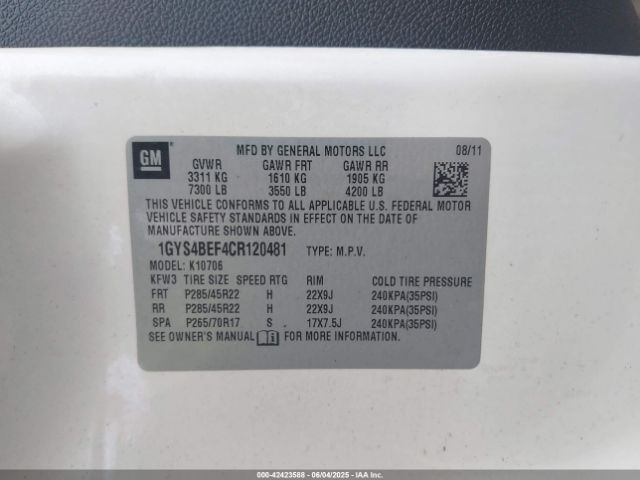 GM
MFD BY GENERAL MOTORS LLC 08/11
GVWR GAWR FRT GAWR RR
3311 KG 1610 KG 1905 KG
7300 LB 3550 LB 4200 LB
THIS VEHICLE CONFORMS TO ALL APPLICABLE U.S. FEDERAL MOTOR
VEHICLE SAFETY STANDARDS IN EFFECT ON THE DATE OF
MANUFACTURE SHOWN ABOVE.
1GYS4BEF4CR120481 TYPE: M.P.V.
MODEL: K10706
KFW3 TIRE SIZE SPEED RTG RIM COLD TIRE PRESSURE
FRT P285/45R22 H 22X9J 240KPA(35PSI)
RR P285/45R22 H 22X9J 240KPA(35PSI)
SPA P265/70R17 S 17X7.5J 240KPA(35PSI)
SEE OWNER'S MANUAL FOR MORE INFORMATION.
000-42423588 - 06/04/2025 - Copyright IAA, Inc.